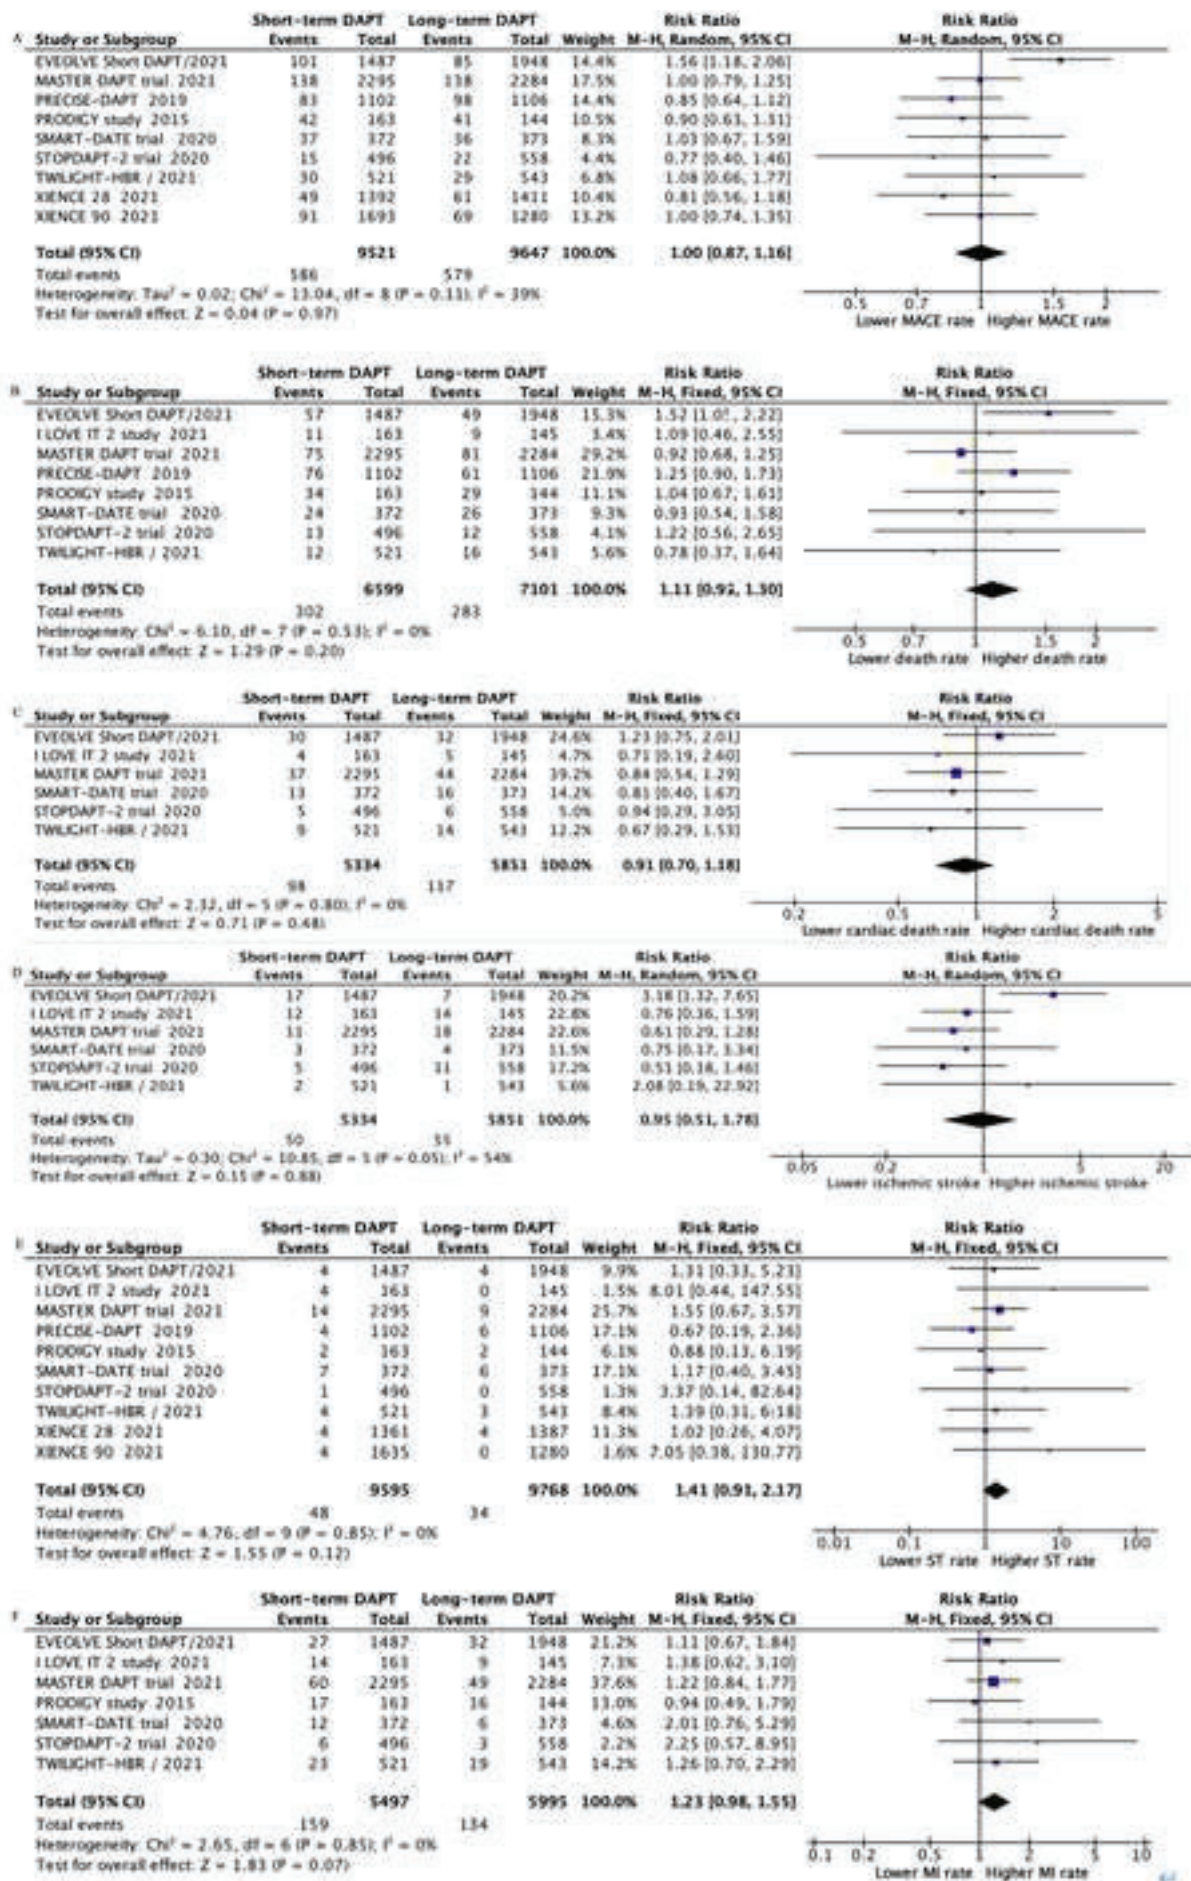 Short-term DAPT Long-term DAPT Risk Ratio Risk Ratio
A Study or Subgroup Events Total Events Total Weight M-H, Random, 95% CI M-H, Random, 95% CI
EVEOLVE Short DAPT/2021 101 1487 85 1948 14.4% 1.56 [1.18, 2.06]
MASTER DAPT trial 2021 138 2295 138 2284 17.5% 1.00 [0.79, 1.25]
PRECISE-DAPT 2019 83 1102 98 1106 14.4% 0.85 [0.64, 1.12]
PRODIGY study 2015 42 163 41 144 10.5% 0.90 [0.63, 1.31]
SMART-DATE trial 2020 37 372 36 373 8.3% 1.03 [0.67, 1.59]
STOPDAPT-2 trial 2020 15 496 22 558 4.4% 0.77 [0.40, 1.46]
TWILIGHT-HBR / 2021 30 521 29 543 6.8% 1.08 [0.66, 1.77]
XIENCE 28 2021 49 1392 61 1411 10.4% 0.81 [0.56, 1.18]
XIENCE 90 2021 91 1693 69 1280 13.2% 1.00 [0.74, 1.35]
Total (95% CI) 9521 9647 100.0% 1.00 [0.87, 1.16]
Total events 586 579
Heterogeneity: Tau² = 0.02; Chi² = 13.04, df = 8 (P = 0.11); I² = 39%
Test for overall effect: Z = 0.04 (P = 0.97)
0.5 0.7 1 1.5 2
Lower MACE rate Higher MACE rate
Short-term DAPT Long-term DAPT Risk Ratio Risk Ratio
B Study or Subgroup Events Total Events Total Weight M-H, Fixed, 95% CI M-H, Fixed, 95% CI
EVEOLVE Short DAPT/2021 57 1487 49 1948 15.3% 1.52 [1.05, 2.22]
I LOVE IT 2 study 2021 11 163 9 145 3.4% 1.09 [0.46, 2.55]
MASTER DAPT trial 2021 75 2295 81 2284 29.2% 0.92 [0.68, 1.25]
PRECISE-DAPT 2019 76 1102 61 1106 21.9% 1.25 [0.90, 1.73]
PRODIGY study 2015 34 163 29 144 11.1% 1.04 [0.67, 1.61]
SMART-DATE trial 2020 24 372 26 373 9.3% 0.93 [0.54, 1.58]
STOPDAPT-2 trial 2020 13 496 12 558 4.1% 1.22 [0.56, 2.65]
TWILIGHT-HBR / 2021 12 521 16 543 5.6% 0.78 [0.37, 1.64]
Total (95% CI) 6599 7101 100.0% 1.11 [0.95, 1.30]
Total events 302 283
Heterogeneity: Chi² = 6.10, df = 7 (P = 0.53); I² = 0%
Test for overall effect: Z = 1.29 (P = 0.20)
0.5 0.7 1 1.5 2
Lower death rate Higher death rate
Short-term DAPT Long-term DAPT Risk Ratio Risk Ratio
C Study or Subgroup Events Total Events Total Weight M-H, Fixed, 95% CI M-H, Fixed, 95% CI
EVEOLVE Short DAPT/2021 30 1487 32 1948 24.6% 1.23 [0.75, 2.01]
I LOVE IT 2 study 2021 4 163 5 145 4.7% 0.71 [0.19, 2.60]
MASTER DAPT trial 2021 37 2295 44 2284 39.2% 0.84 [0.54, 1.29]
SMART-DATE trial 2020 13 372 16 373 14.2% 0.81 [0.40, 1.67]
STOPDAPT-2 trial 2020 5 496 6 558 5.0% 0.94 [0.29, 3.05]
TWILIGHT-HBR / 2021 9 521 14 543 12.2% 0.67 [0.29, 1.53]
Total (95% CI) 5334 5851 100.0% 0.91 [0.70, 1.18]
Total events 98 117
Heterogeneity: Chi² = 2.32, df = 5 (P = 0.80); I² = 0%
Test for overall effect: Z = 0.71 (P = 0.48)
0.2 0.5 1 2 5
Lower cardiac death rate Higher cardiac death rate
Short-term DAPT Long-term DAPT Risk Ratio Risk Ratio
D Study or Subgroup Events Total Events Total Weight M-H, Random, 95% CI M-H, Random, 95% CI
EVEOLVE Short DAPT/2021 17 1487 7 1948 20.2% 3.18 [1.32, 7.65]
I LOVE IT 2 study 2021 12 163 14 145 22.8% 0.76 [0.36, 1.59]
MASTER DAPT trial 2021 11 2295 18 2284 22.6% 0.61 [0.29, 1.28]
SMART-DATE trial 2020 3 372 4 373 11.5% 0.75 [0.17, 3.34]
STOPDAPT-2 trial 2020 5 496 11 558 17.2% 0.51 [0.18, 1.46]
TWILIGHT-HBR / 2021 2 521 1 543 5.6% 2.08 [0.19, 22.92]
Total (95% CI) 5334 5851 100.0% 0.95 [0.51, 1.78]
Total events 50 55
Heterogeneity: Tau² = 0.30; Chi² = 10.85, df = 5 (P = 0.05); I² = 54%
Test for overall effect: Z = 0.15 (P = 0.88)
0.05 0.2 1 5 20
Lower ischemic stroke Higher ischemic stroke
Short-term DAPT Long-term DAPT Risk Ratio Risk Ratio
E Study or Subgroup Events Total Events Total Weight M-H, Fixed, 95% CI M-H, Fixed, 95% CI
EVEOLVE Short DAPT/2021 4 1487 4 1948 9.9% 1.31 [0.33, 5.23]
I LOVE IT 2 study 2021 4 163 0 145 1.5% 8.01 [0.44, 147.55]
MASTER DAPT trial 2021 14 2295 9 2284 25.7% 1.55 [0.67, 3.57]
PRECISE-DAPT 2019 4 1102 6 1106 17.1% 0.67 [0.19, 2.36]
PRODIGY study 2015 2 163 2 144 6.1% 0.88 [0.13, 6.19]
SMART-DATE trial 2020 7 372 6 373 17.1% 1.17 [0.40, 3.45]
STOPDAPT-2 trial 2020 1 496 0 558 1.3% 3.37 [0.14, 82.64]
TWILIGHT-HBR / 2021 4 521 3 543 8.4% 1.39 [0.31, 6.18]
XIENCE 28 2021 4 1361 4 1387 11.3% 1.02 [0.26, 4.07]
XIENCE 90 2021 4 1635 0 1280 1.6% 7.05 [0.38, 130.77]
Total (95% CI) 9595 9768 100.0% 1.41 [0.91, 2.17]
Total events 48 34
Heterogeneity: Chi² = 4.76, df = 9 (P = 0.85); I² = 0%
Test for overall effect: Z = 1.55 (P = 0.12)
0.01 0.1 1 10 100
Lower ST rate Higher ST rate
Short-term DAPT Long-term DAPT Risk Ratio Risk Ratio
F Study or Subgroup Events Total Events Total Weight M-H, Fixed, 95% CI M-H, Fixed, 95% CI
EVEOLVE Short DAPT/2021 27 1487 32 1948 21.2% 1.11 [0.67, 1.84]
I LOVE IT 2 study 2021 14 163 9 145 7.3% 1.38 [0.62, 3.10]
MASTER DAPT trial 2021 60 2295 49 2284 37.6% 1.22 [0.84, 1.77]
PRODIGY study 2015 17 163 16 144 13.0% 0.94 [0.49, 1.79]
SMART-DATE trial 2020 12 372 6 373 4.6% 2.01 [0.76, 5.29]
STOPDAPT-2 trial 2020 6 496 3 558 2.2% 2.25 [0.57, 8.95]
TWILIGHT-HBR / 2021 23 521 19 543 14.2% 1.26 [0.70, 2.29]
Total (95% CI) 5497 5995 100.0% 1.23 [0.98, 1.55]
Total events 159 134
Heterogeneity: Chi² = 2.65, df = 6 (P = 0.85); I² = 0%
Test for overall effect: Z = 1.83 (P = 0.07)
0.1 0.2 0.5 1 2 5 10
Lower MI rate Higher MI rate